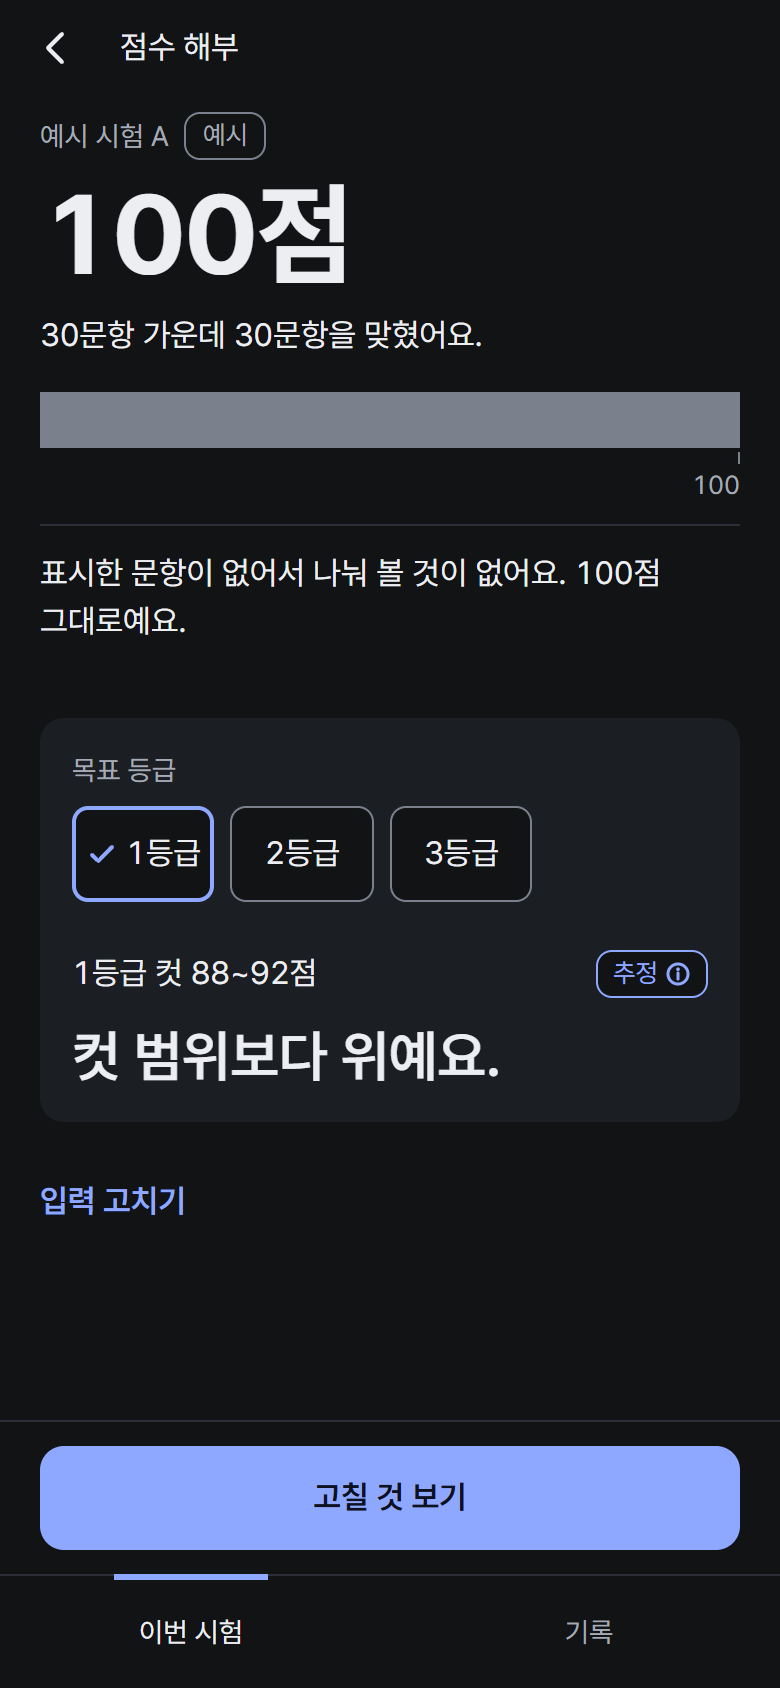 점수 해부
예시 시험 A 예시
100점
30문항 가운데 30문항을 맞혔어요.
100
표시한 문항이 없어서 나눠 볼 것이 없어요. 100점
그대로예요.
목표 등급
1등급 2등급 3등급
1등급 컷 88~92점 추정
컷 범위보다 위예요.
입력 고치기
고칠 것 보기
이번 시험 기록